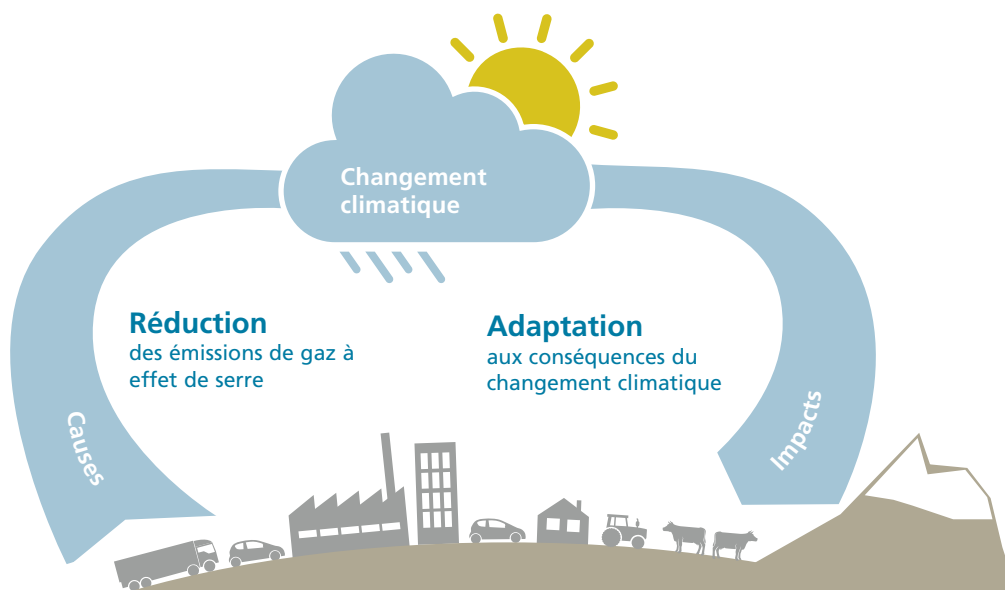 Changement
climatique
Réduction
des émissions de gaz à
effet de serre
Adaptation
aux conséquences du
changement climatique
Causes
Impacts